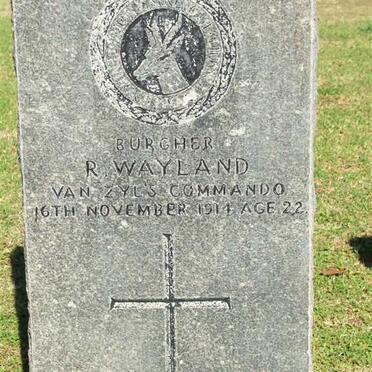 BURGHER
R. WAYLAND
VAN ZYL'S COMMANDO
16TH NOVEMBER 1914 AGE 22